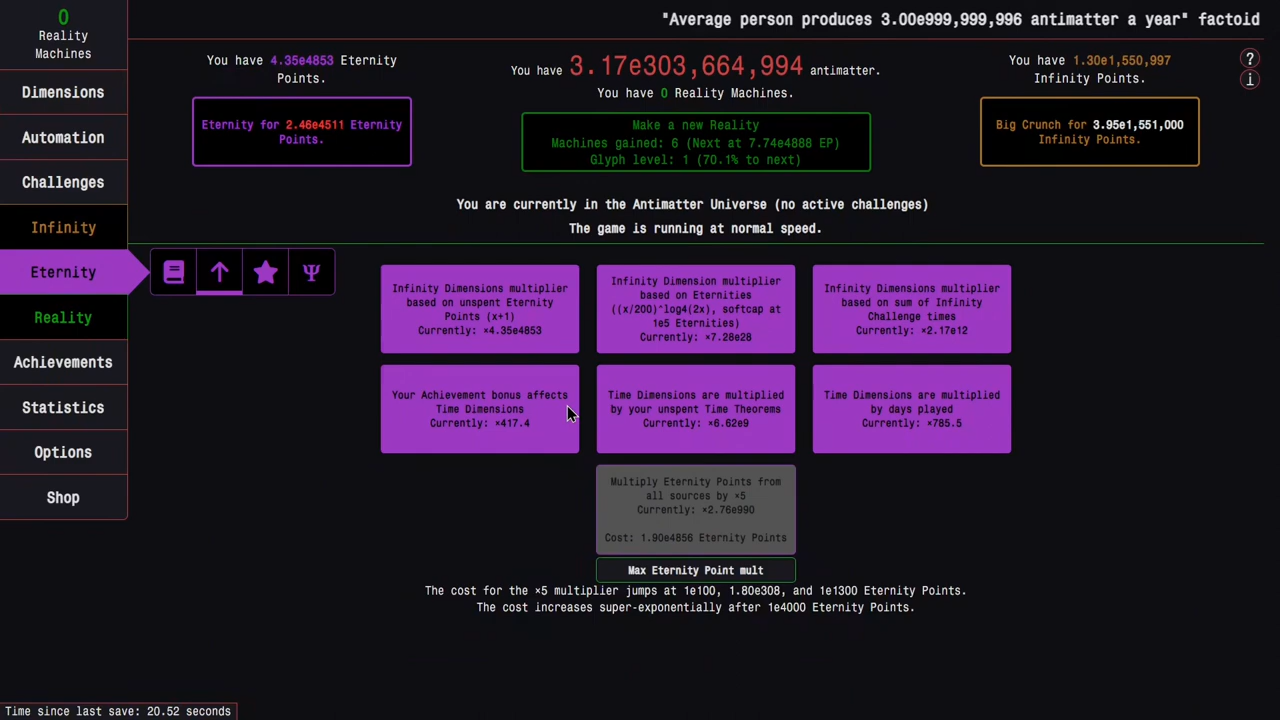 0
Reality
Machines
Dimensions
Automation
Challenges
Infinity
Eternity
Reality
Achievements
Statistics
Options
Shop
"Average person produces 3.00e999,999,996 antimatter a year" factoid
You have 4.35e4853 Eternity
Points.
Eternity for 2.46e4511 Eternity
Points.
You have 3.17e303,664,994 antimatter.
You have 0 Reality Machines.
Make a new Reality
Machines gained: 6 (Next at 7.74e4888 EP)
Glyph level: 1 (70.1% to next)
You have 1.30e1,550,997
Infinity Points.
Big Crunch for 3.95e1,551,000
Infinity Points.
?
i
You are currently in the Antimatter Universe (no active challenges)
The game is running at normal speed.
Ψ
Infinity Dimensions multiplier
based on unspent Eternity
Points (x+1)
Currently: ×4.35e4853
Infinity Dimension multiplier
based on Eternities
((x/200)^log4(2x), softcap at
1e5 Eternities)
Currently: ×7.28e28
Infinity Dimensions multiplier
based on sum of Infinity
Challenge times
Currently: ×2.17e12
Your Achievement bonus affects
Time Dimensions
Currently: ×417.4
Time Dimensions are multiplied
by your unspent Time Theorems
Currently: ×6.62e9
Time Dimensions are multiplied
by days played
Currently: ×785.5
Multiply Eternity Points from
all sources by ×5
Currently: ×2.76e990
Cost: 1.90e4856 Eternity Points
Max Eternity Point mult
The cost for the ×5 multiplier jumps at 1e100, 1.80e308, and 1e1300 Eternity Points.
The cost increases super-exponentially after 1e4000 Eternity Points.
Time since last save: 20.52 seconds